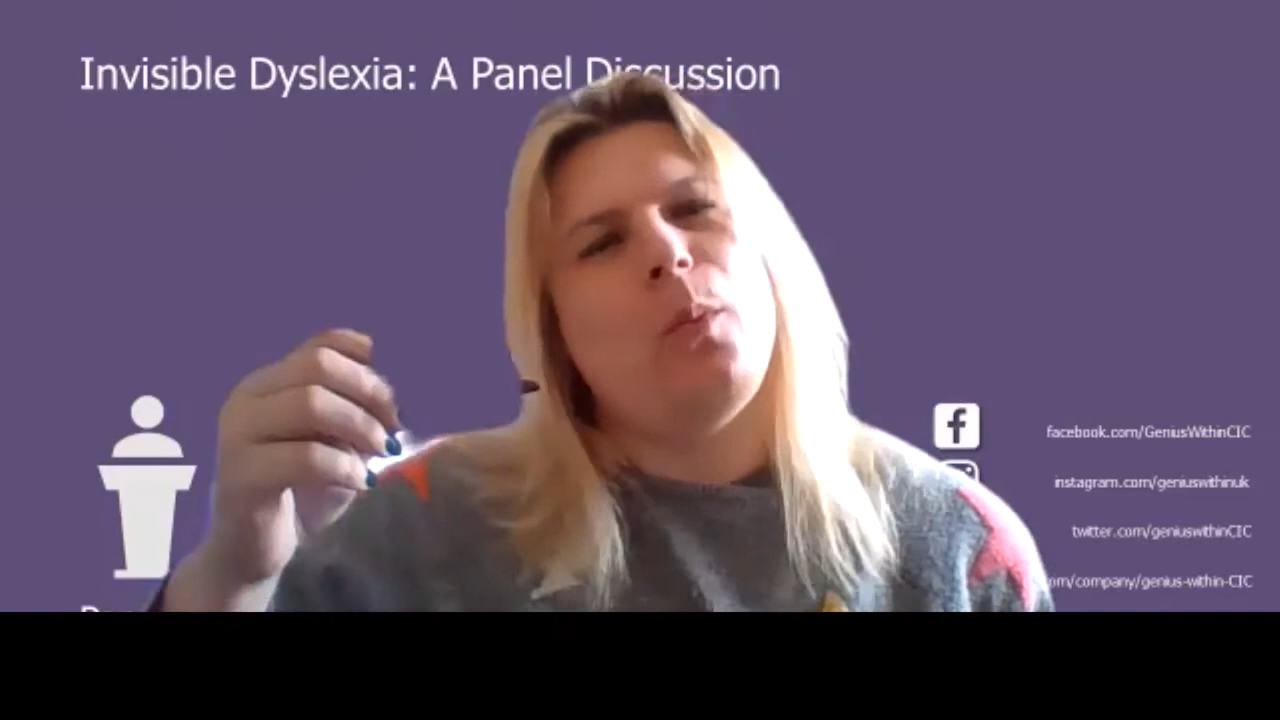 Invisible Dyslexia: A Panel Discussion
facebook.com/GeniusWithinCIC
instagram.com/geniuswithinuk
twitter.com/geniuswithinCIC
om/company/genius-within-CIC